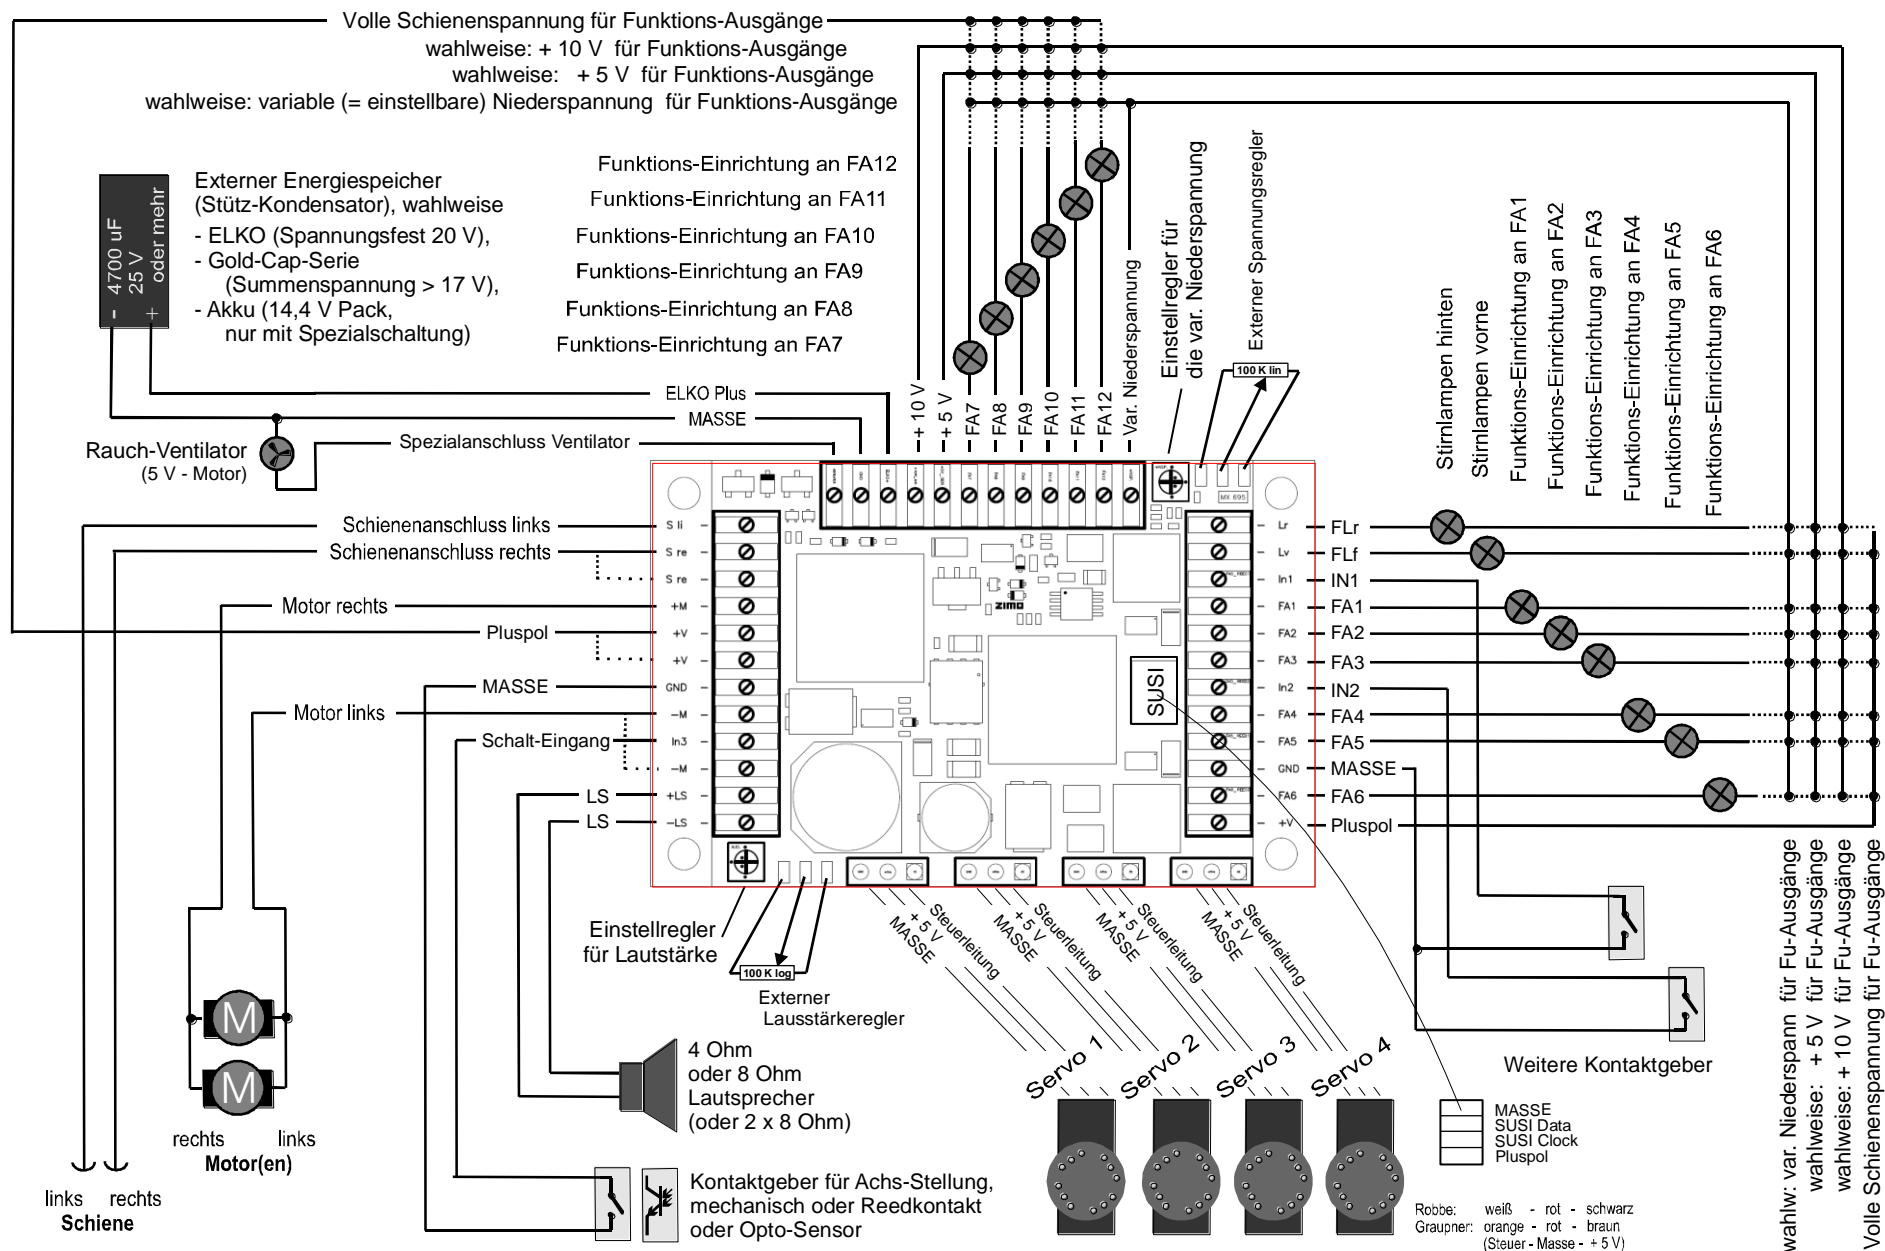 Volle Schienenspannung für Funktions-Ausgänge
wahlweise: + 10 V für Funktions-Ausgänge
wahlweise: + 5 V für Funktions-Ausgänge
wahlweise: variable (= einstellbare) Niederspannung für Funktions-Ausgänge
- 4700 uF
25 V
+ oder mehr
Externer Energiespeicher
(Stütz-Kondensator), wahlweise
- ELKO (Spannungsfest 20 V),
- Gold-Cap-Serie
(Summenspannung > 17 V),
- Akku (14,4 V Pack,
nur mit Spezialschaltung)
Funktions-Einrichtung an FA12
Funktions-Einrichtung an FA11
Funktions-Einrichtung an FA10
Funktions-Einrichtung an FA9
Funktions-Einrichtung an FA8
Funktions-Einrichtung an FA7
ELKO Plus
MASSE
Spezialanschluss Ventilator
Rauch-Ventilator
(5 V - Motor)
+ 10 V
+ 5 V
FA7
FA8
FA9
FA10
FA11
FA12
Var. Niederspannung
Einstellregler für
die var. Niederspannung
Externer Spannungsregler
100 K lin
Stirnlampen hinten
Stirnlampen vorne
Funktions-Einrichtung an FA1
Funktions-Einrichtung an FA2
Funktions-Einrichtung an FA3
Funktions-Einrichtung an FA4
Funktions-Einrichtung an FA5
Funktions-Einrichtung an FA6
Schienenanschluss links
Schienenanschluss rechts
Motor rechts
Pluspol
MASSE
Motor links
Schalt-Eingang
LS
LS
S li -
S re -
S re -
+M -
+V -
+V -
GND -
-M -
In3 -
-M -
+LS -
-LS -
MX 695
ZIMO
SUSI
- Lr
- Lv
- In1
- FA1
- FA2
- FA3
- In2
- FA4
- FA5
- GND
- FA6
- +V
FLr
FLf
IN1
FA1
FA2
FA3
IN2
FA4
FA5
MASSE
FA6
Pluspol
Einstellregler
für Lautstärke
100 K log
Externer
Lausstärkeregler
Steuerleitung
+ 5 V
MASSE
Steuerleitung
+ 5 V
MASSE
Steuerleitung
+ 5 V
MASSE
Steuerleitung
+ 5 V
MASSE
Servo 1
Servo 2
Servo 3
Servo 4
M
M
rechts links
Motor(en)
links rechts
Schiene
4 Ohm
oder 8 Ohm
Lautsprecher
(oder 2 x 8 Ohm)
Kontaktgeber für Achs-Stellung,
mechanisch oder Reedkontakt
oder Opto-Sensor
Weitere Kontaktgeber
MASSE
SUSI Data
SUSI Clock
Pluspol
Robbe: weiß - rot - schwarz
Graupner: orange - rot - braun
(Steuer - Masse - + 5 V)
wahlw: var. Niederspann für Fu-Ausgänge
wahlweise: + 5 V für Fu-Ausgänge
wahlweise: + 10 V für Fu-Ausgänge
Volle Schienenspannung für Fu-Ausgänge